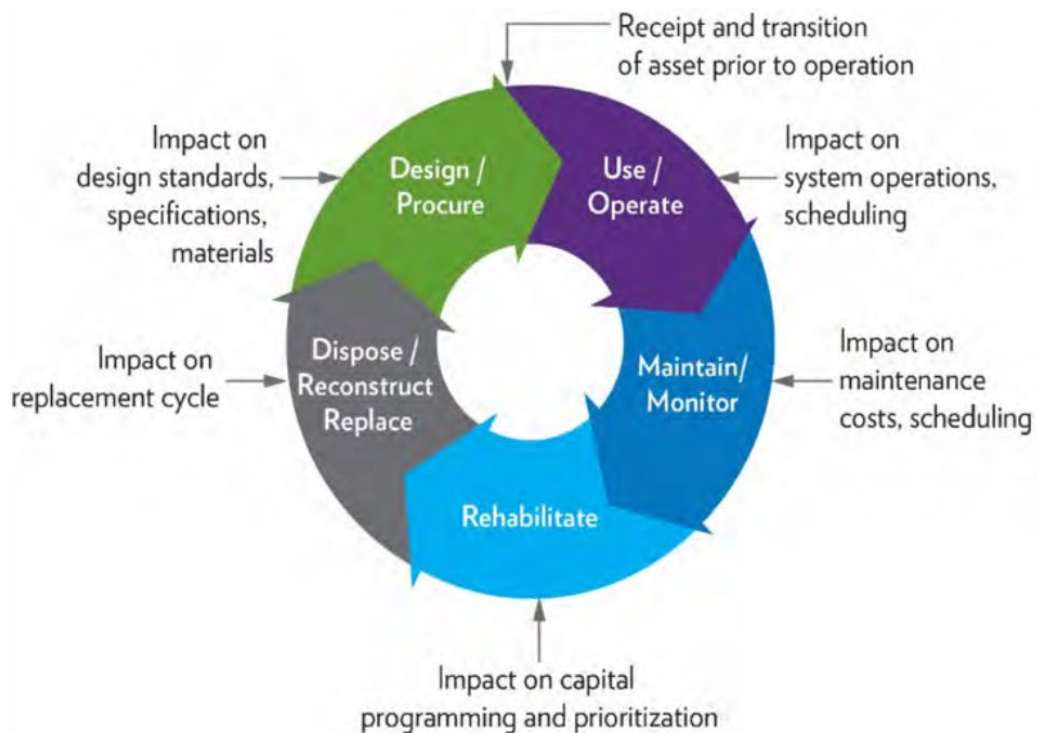 Receipt and transition
of asset prior to operation
Impact on
design standards,
specifications,
materials
Design /
Procure
Use /
Operate
Impact on
system operations,
scheduling
Impact on
replacement cycle
Dispose /
Reconstruct
Replace
Maintain/
Monitor
Impact on
maintenance
costs, scheduling
Rehabilitate
Impact on capital
programming and prioritization